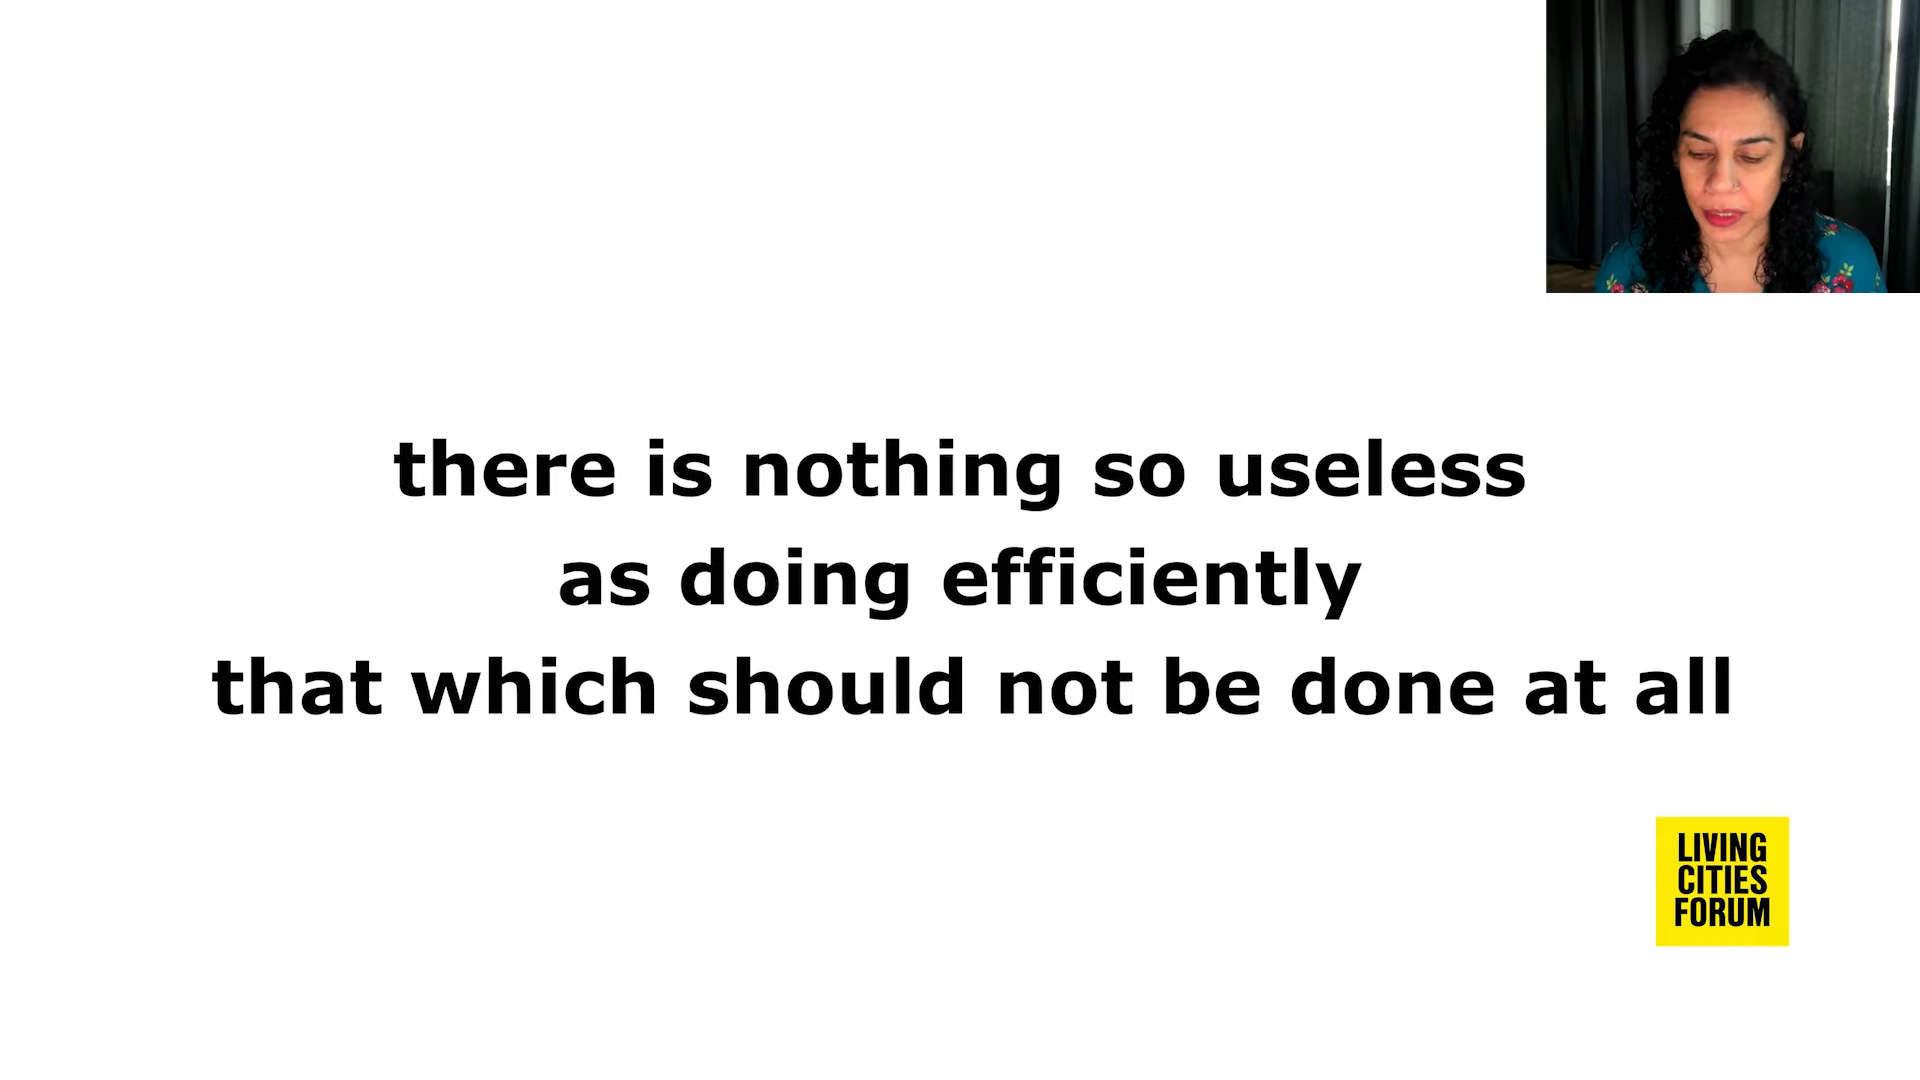 there is nothing so useless
as doing efficiently
that which should not be done at all
LIVING
CITIES
FORUM